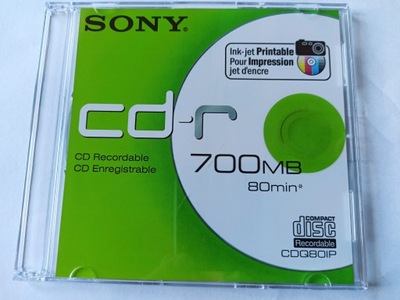 SONY®
Ink-jet Printable
Pour Impression
jet d'encre
cd-r
CD Recordable
CD Enregistrable
700MB
80min
COMPACT
disc
Recordable
CDQ80IP